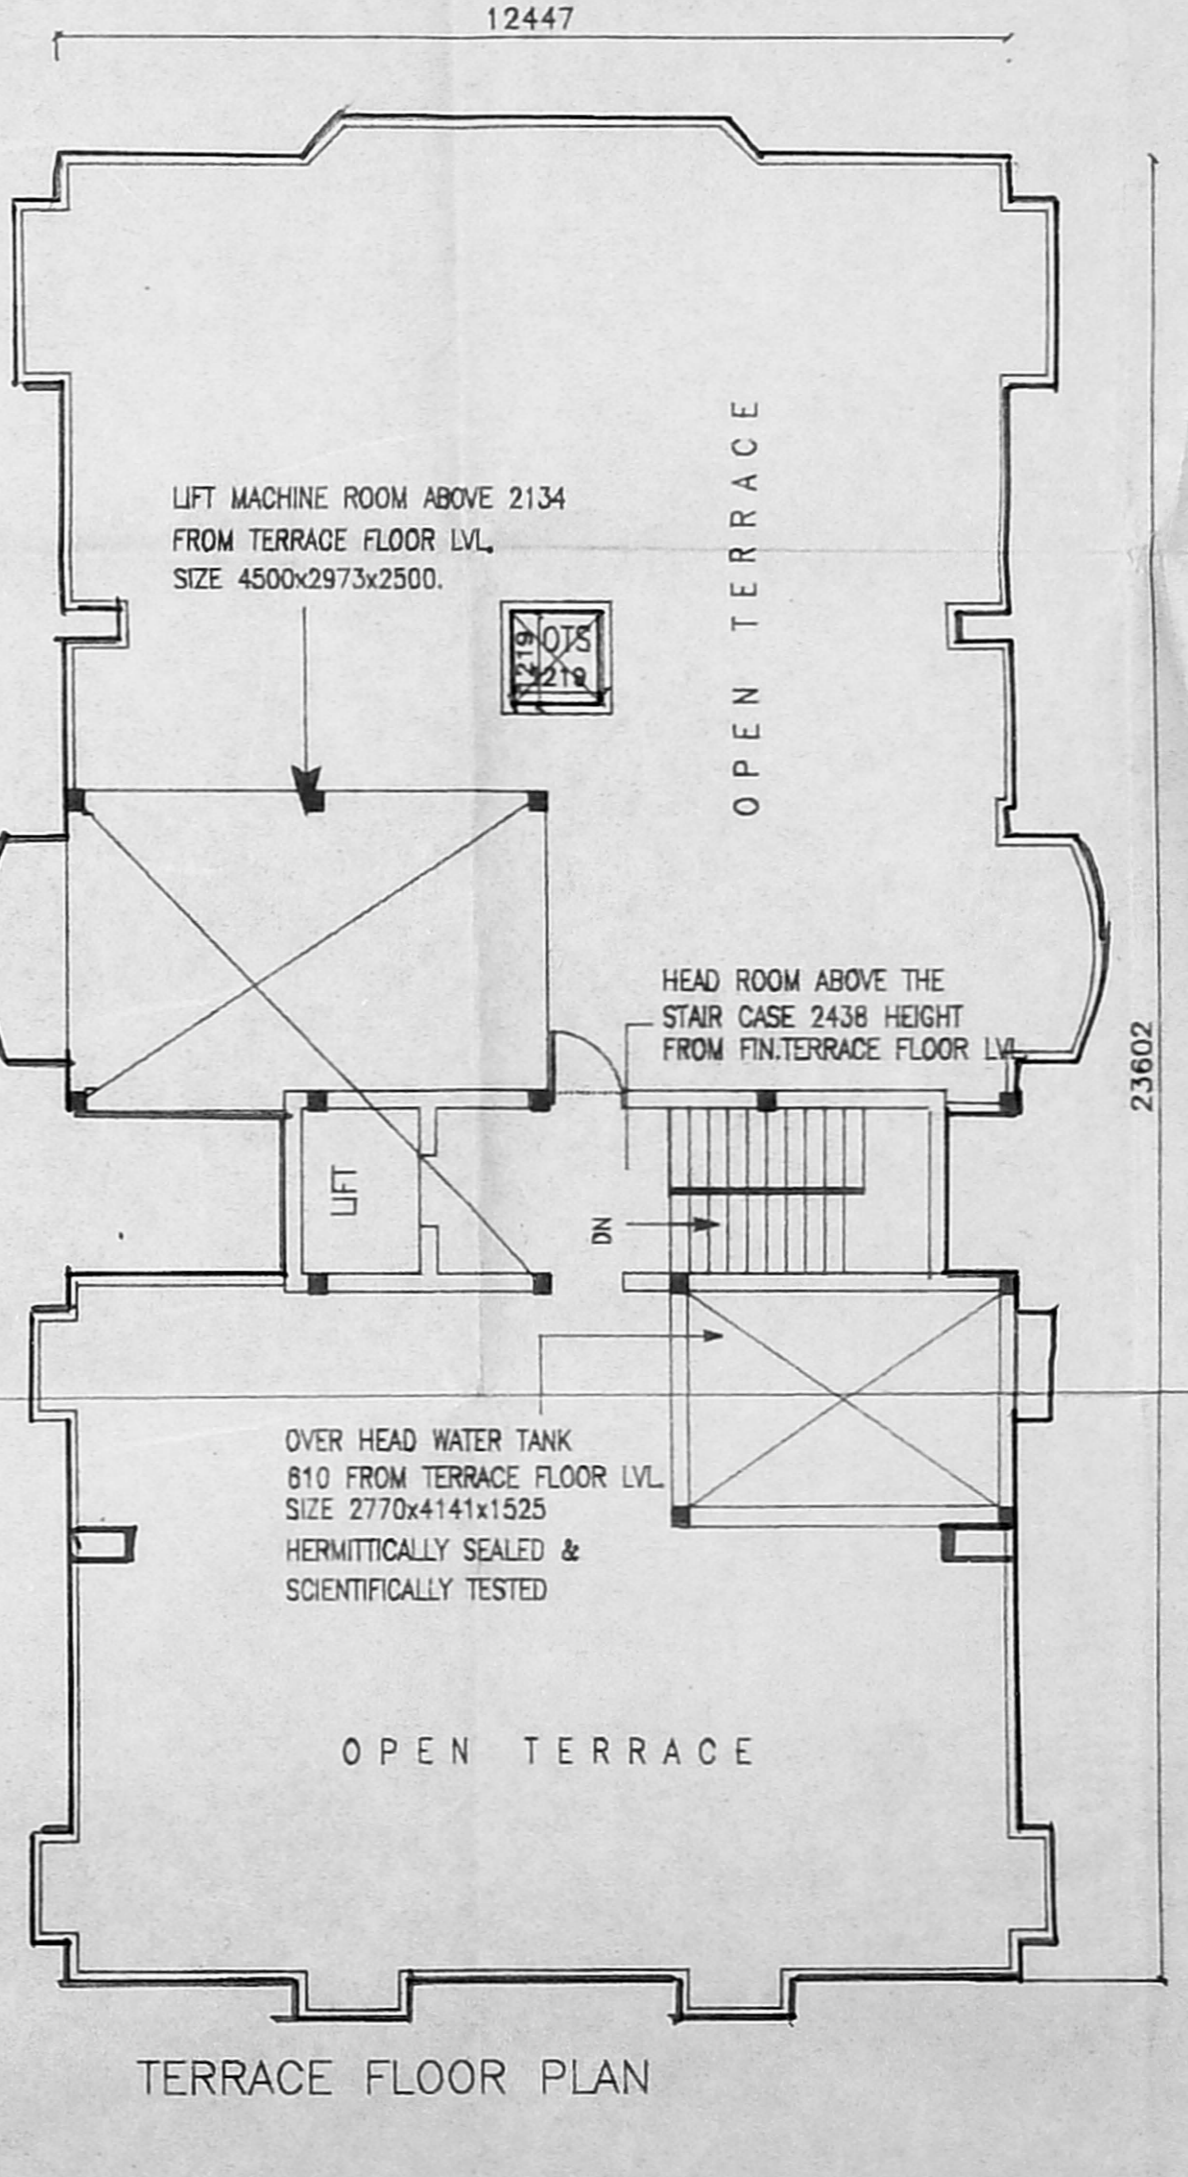 12447
OPEN TERRACE
LIFT MACHINE ROOM ABOVE 2134
FROM TERRACE FLOOR LVL.
SIZE 4500x2973x2500.
OTS
1219
1219
HEAD ROOM ABOVE THE
STAIR CASE 2438 HEIGHT
FROM FIN.TERRACE FLOOR LVL
23602
LIFT
DN
OVER HEAD WATER TANK
610 FROM TERRACE FLOOR LVL.
SIZE 2770x4141x1525
HERMITTICALLY SEALED &
SCIENTIFICALLY TESTED
OPEN TERRACE
TERRACE FLOOR PLAN